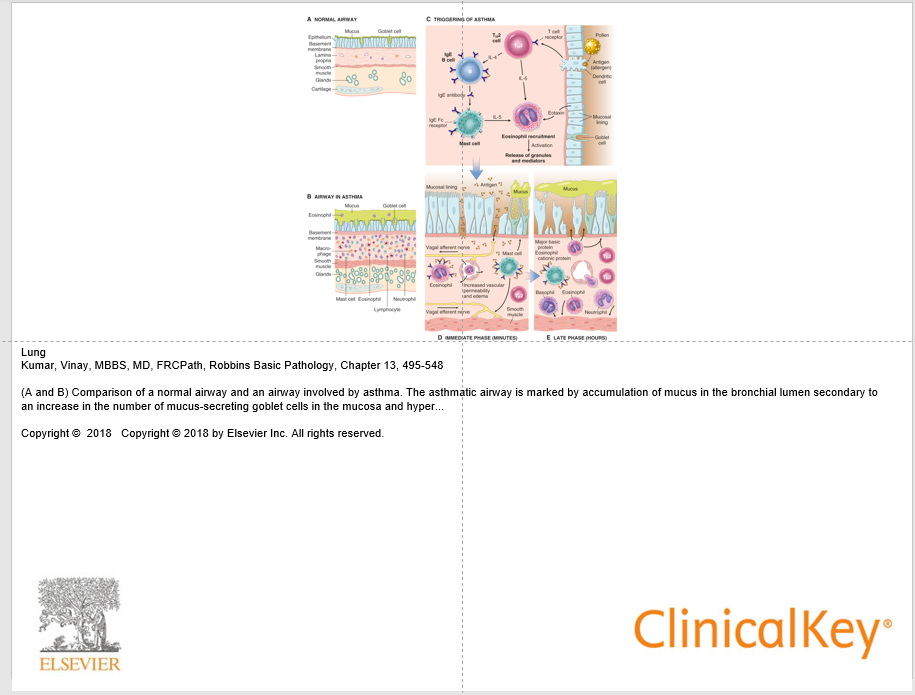 A NORMAL AIRWAY
Mucus
Goblet cell
Epithelium
Basement
membrane
Lamina
propria
Smooth
muscle
Glands
Cartilage
B AIRWAY IN ASTHMA
Mucus
Goblet cell
Eosinophil
Basement
membrane
Macro-
phage
Smooth
muscle
Glands
Mast cell Eosinophil Neutrophil
Lymphocyte
C TRIGGERING OF ASTHMA
TH2
cell
T cell
receptor
Pollen
IgE
B cell
IL-4
Antigen
(allergen)
Dendritic
cell
IL-5
IgE antibody
Eotaxin
IgE Fc
receptor
IL-5
Mucosal
lining
Eosinophil recruitment
Goblet
cell
Mast cell
Activation
Release of granules
and mediators
Mucosal lining
Antigen
Mucus
Vagal afferent nerve
Mast cell
Eosinophil
Increased vascular
permeability
and edema
Vagal efferent nerve
Smooth
muscle
D IMMEDIATE PHASE (MINUTES)
Mucus
Major basic
protein
Eosinophil
cationic protein
Basophil
Eosinophil
Neutrophil
E LATE PHASE (HOURS)
Lung
Kumar, Vinay, MBBS, MD, FRCPath, Robbins Basic Pathology, Chapter 13, 495-548
(A and B) Comparison of a normal airway and an airway involved by asthma. The asthmatic airway is marked by accumulation of mucus in the bronchial lumen secondary to
an increase in the number of mucus-secreting goblet cells in the mucosa and hyper...
Copyright © 2018 Copyright © 2018 by Elsevier Inc. All rights reserved.
ELSEVIER
ClinicalKey®